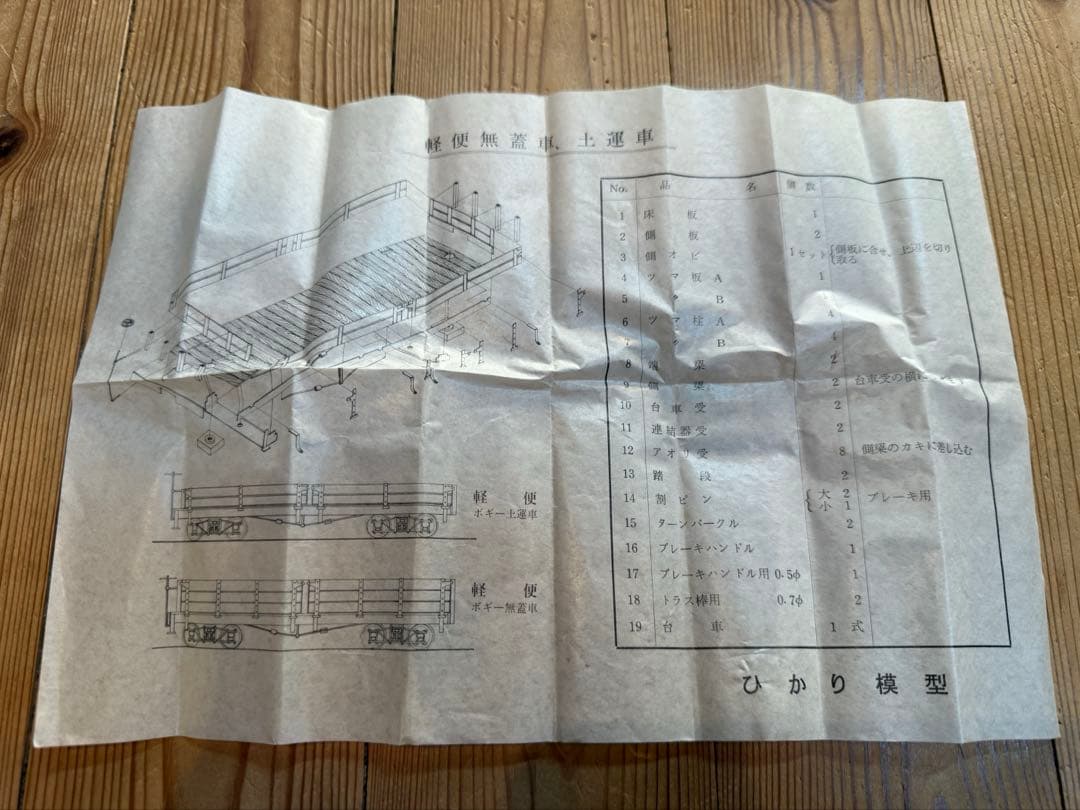 軽便無蓋車、土運車
No. 品 名 個数
1 床 板 1
2 側 板 2
3 側オビ 1セット {側板に合せ、上辺を切り取る
4 ツマ板 A 1
5 〃 B
6 ツマ柱 A 4
7 〃 B 4
8 端 梁 2
9 側 梁 2 台車受の横に
10 台車受 2
11 連結器受 2
12 アオリ受 8 側梁のカキに差し込む
13 踏 段 2
14 割ピン {大 2 小 1 ブレーキ用
15 ターンバークル 2
16 ブレーキハンドル 1
17 ブレーキハンドル用 0.5φ 1
18 トラス棒用 0.7φ 2
19 台 車 1 式
軽 便
ボギー土運車
軽 便
ボギー無蓋車
ひかり模型